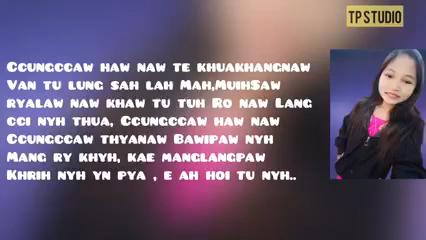 TP STUDIO
Ccungccaw haw naw te khuakhangnaw
Van tu lung sah lah Mah,MuihSaw
ryalaw naw khaw tu tuh Ro naw Lang
cci nyh thua, Ccungccaw haw naw
Ccungccaw thyanaw Bawipaw nyh
Mang ry khyh, kae manglangpaw
Khrih nyh yn pya , e ah hoi tu nyh..